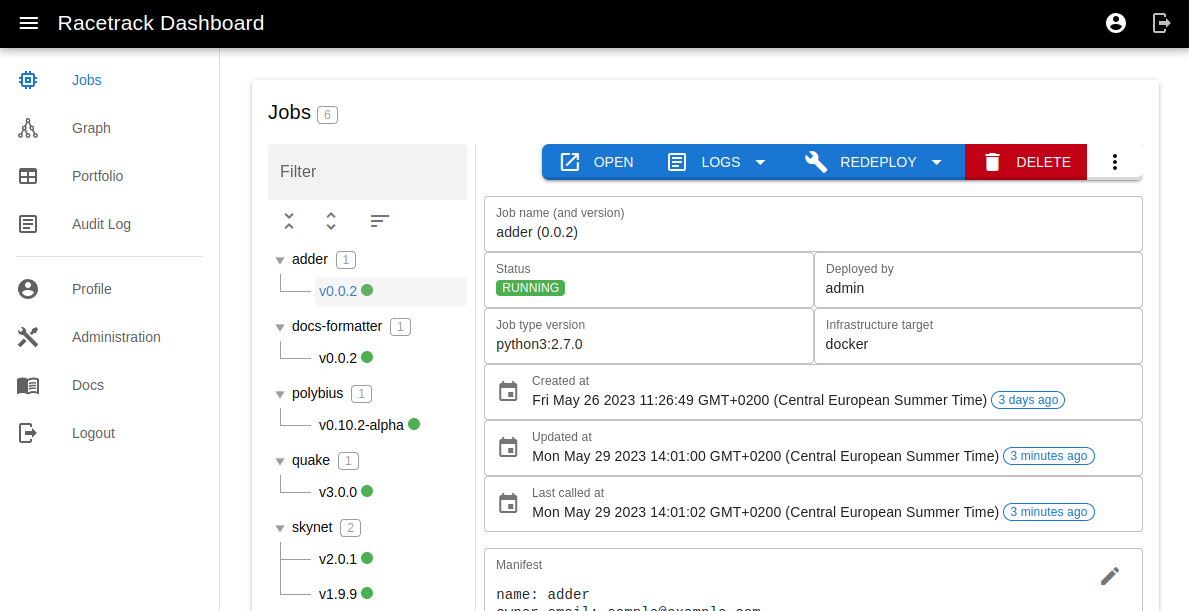 Racetrack Dashboard
Jobs
Graph
Portfolio
Audit Log
Profile
Administration
Docs
Logout
Jobs 6
Filter
adder 1
v0.0.2
docs-formatter 1
v0.0.2
polybius 1
v0.10.2-alpha
quake 1
v3.0.0
skynet 2
v2.0.1
v1.9.9
OPEN LOGS REDEPLOY DELETE
Job name (and version)
adder (0.0.2)
Status
RUNNING
Deployed by
admin
Job type version
python3:2.7.0
Infrastructure target
docker
Created at
Fri May 26 2023 11:26:49 GMT+0200 (Central European Summer Time) 3 days ago
Updated at
Mon May 29 2023 14:01:00 GMT+0200 (Central European Summer Time) 3 minutes ago
Last called at
Mon May 29 2023 14:01:02 GMT+0200 (Central European Summer Time) 3 minutes ago
Manifest
name: adder
owner_email: sample@example.com